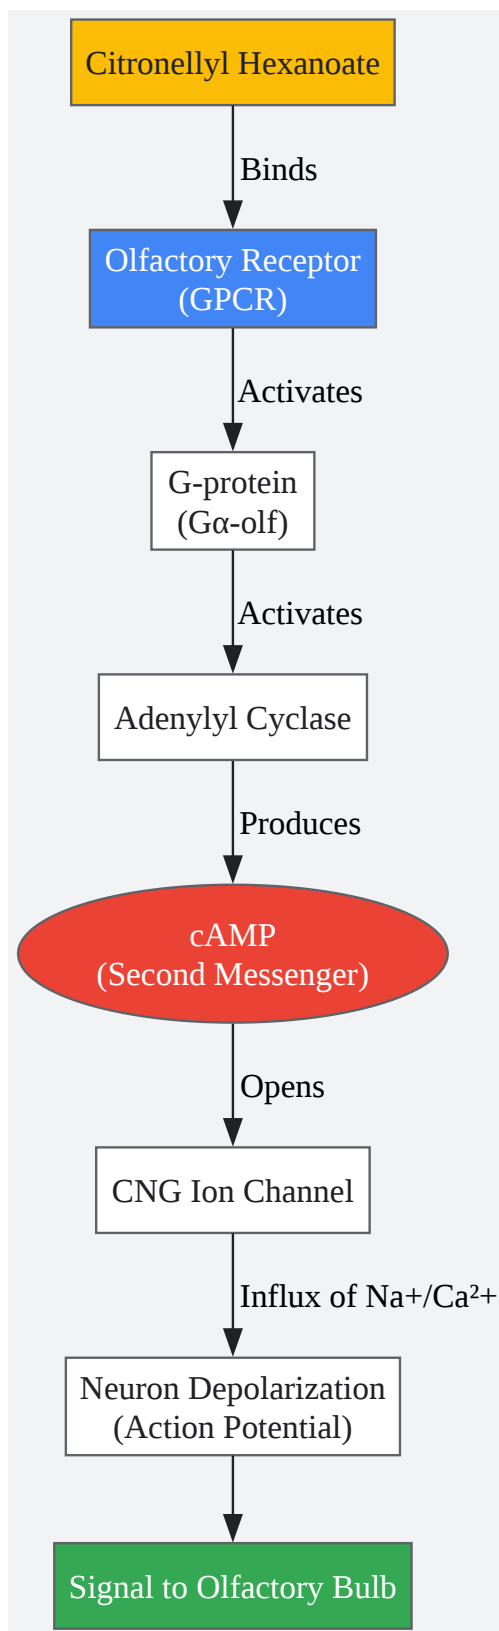 Citronellyl Hexanoate
Binds
Olfactory Receptor
(GPCR)
Activates
G-protein
(Gα-olf)
Activates
Adenylyl Cyclase
Produces
cAMP
(Second Messenger)
Opens
CNG Ion Channel
Influx of Na+/Ca²+
Neuron Depolarization
(Action Potential)
Signal to Olfactory Bulb